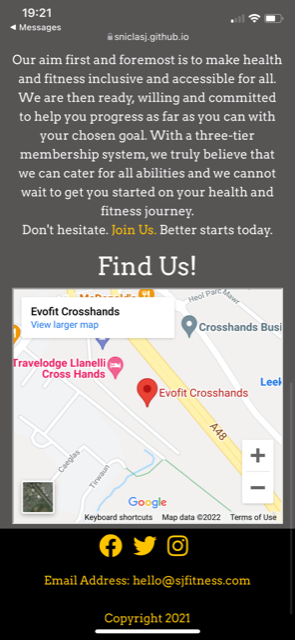 19:21
◀ Messages
sniclasj.github.io
Our aim first and foremost is to make health
and fitness inclusive and accessible for all.
We are then ready, willing and committed
to help you progress as far as you can with
your chosen goal. With a three-tier
membership system, we truly believe that
we can cater for all abilities and we cannot
wait to get you started on your health and
fitness journey.
Don't hesitate. Join Us. Better starts today.
Find Us!
McDonald's
Heol Parc Mawr
Evofit Crosshands
View larger map
Crosshands Busi
Travelodge Llanelli
Cross Hands
Leek
Evofit Crosshands
A48
Caeglas
Tirwaun
+
−
Google
Keyboard shortcuts Map data ©2022 Terms of Use
Email Address: hello@sjfitness.com
Copyright 2021